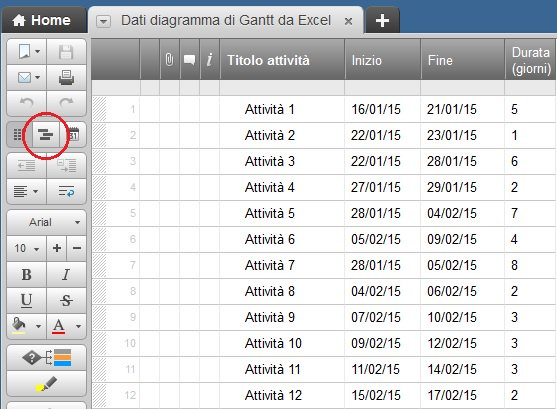 Home
Dati diagramma di Gantt da Excel
i Titolo attività Inizio Fine Durata (giorni)
1 Attività 1 16/01/15 21/01/15 5
2 Attività 2 22/01/15 23/01/15 1
3 Attività 3 22/01/15 28/01/15 6
4 Attività 4 27/01/15 29/01/15 2
5 Attività 5 28/01/15 04/02/15 7
6 Attività 6 05/02/15 09/02/15 4
7 Attività 7 28/01/15 05/02/15 8
8 Attività 8 04/02/15 06/02/15 2
9 Attività 9 07/02/15 10/02/15 3
10 Attività 10 09/02/15 12/02/15 3
11 Attività 11 11/02/15 14/02/15 3
12 Attività 12 15/02/15 17/02/15 2
31
Arial
10
B I
U S
A